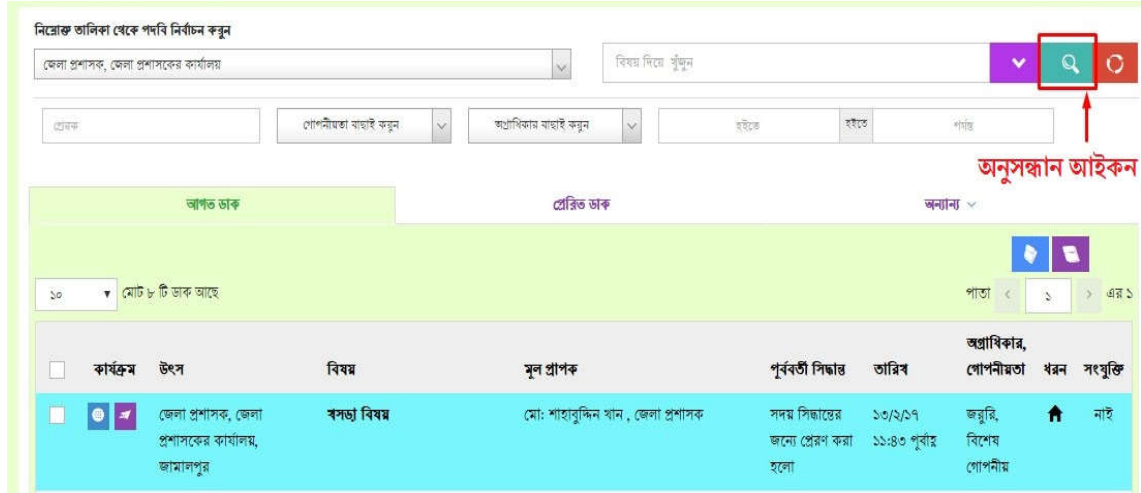 নিম্নোক্ত তালিকা থেকে পদবি নির্বাচন করুন
জেলা প্রশাসক, জেলা প্রশাসকের কার্যালয়
বিষয় দিয়ে খুঁজুন
প্রেরক
গোপনীয়তা বাছাই করুন
অগ্রাধিকার বাছাই করুন
হইতে
হইতে
পর্যন্ত
অনুসন্ধান আইকন
আগত ডাক
প্রেরিত ডাক
অন্যান্য
১০
মোট ৮ টি ডাক আছে
পাতা
১
এর ১
কার্যক্রম
উৎস
বিষয়
মূল প্রাপক
পূর্ববর্তী সিদ্ধান্ত
তারিখ
অগ্রাধিকার,
গোপনীয়তা
ধরন
সংযুক্তি
জেলা প্রশাসক, জেলা
প্রশাসকের কার্যালয়,
জামালপুর
খসড়া বিষয়
মো: শাহাবুদ্দিন খান , জেলা প্রশাসক
সদয় সিদ্ধান্তের
জন্যে প্রেরণ করা
হলো
১৩/২/১৭
১১:৪৩ পূর্বাহ্ণ
জরুরি,
বিশেষ
গোপনীয়
নাই